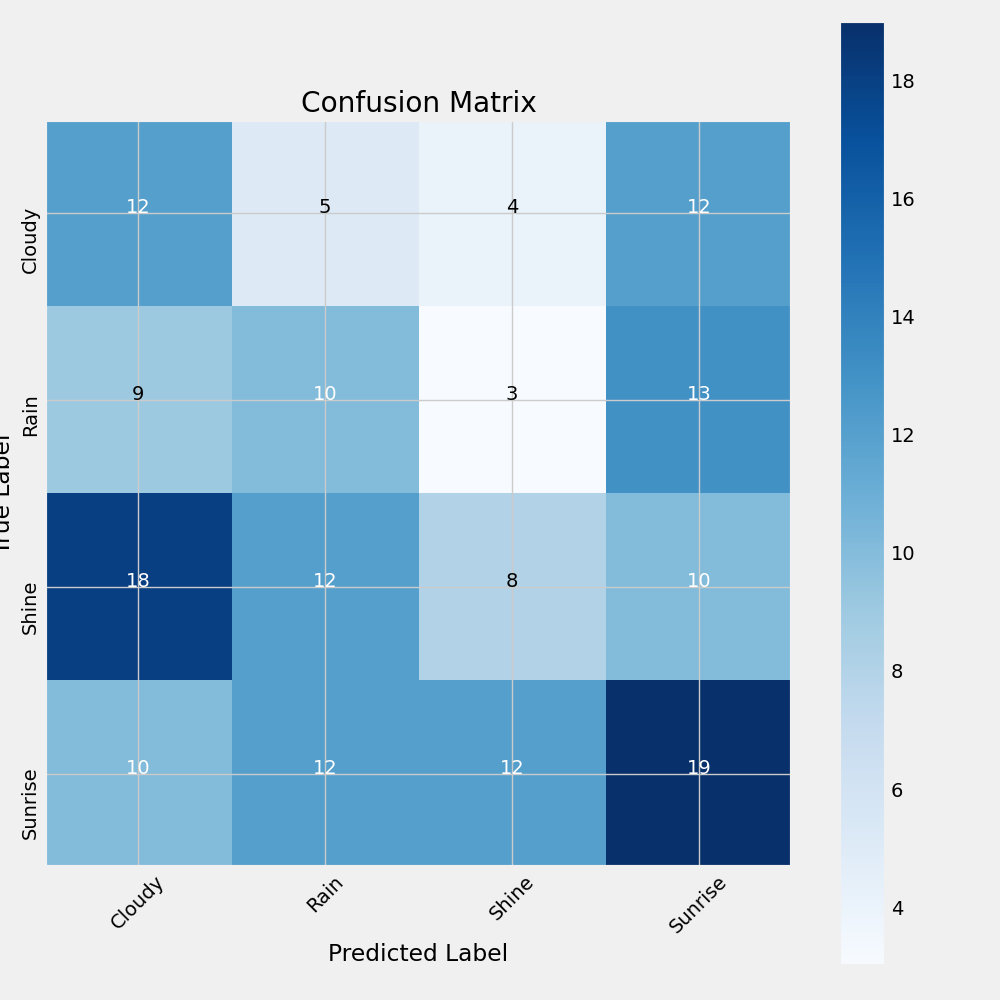 Confusion Matrix
Cloudy 12 5 4 12
Rain 9 10 3 13
Shine 18 12 8 10
Sunrise 10 12 12 19
Cloudy Rain Shine Sunrise
Predicted Label
Label
18
16
14
12
10
8
6
4